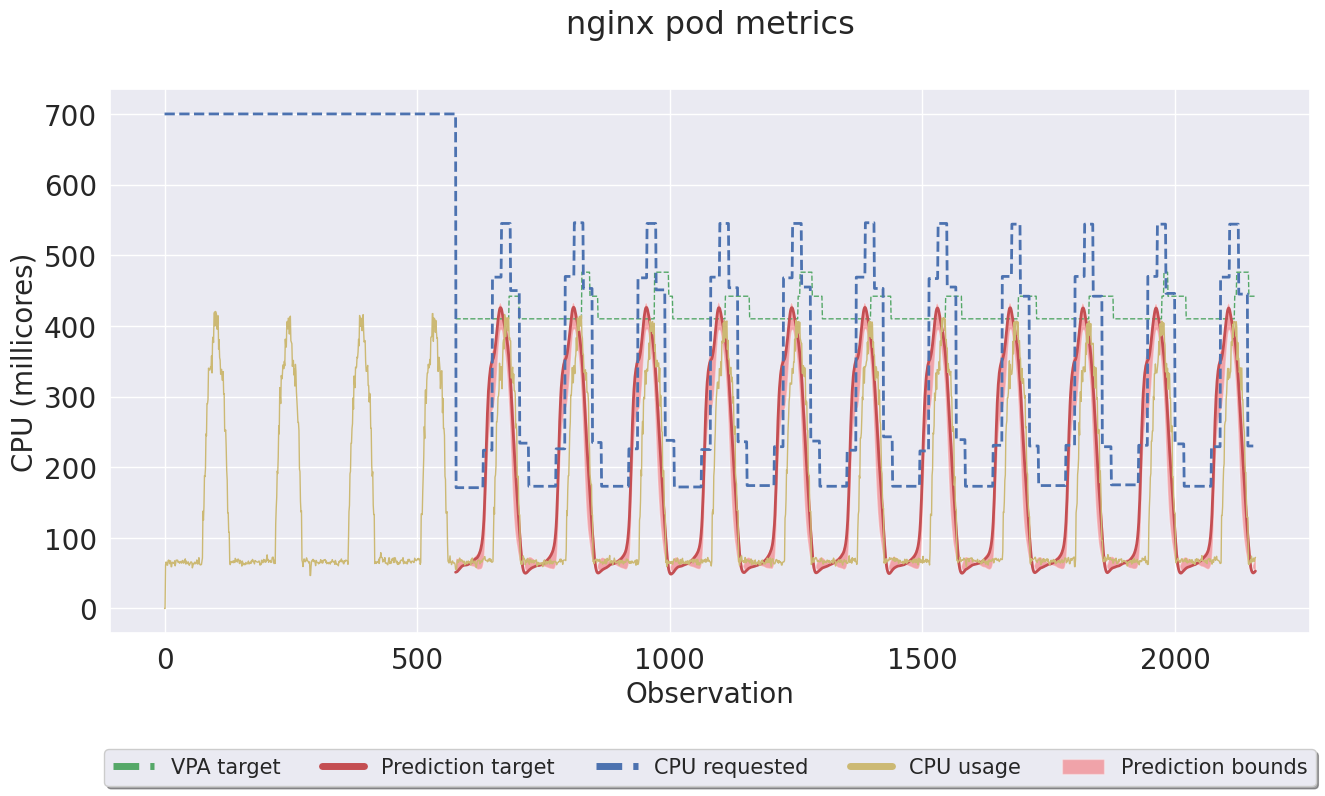 nginx pod metrics
CPU (millicores)
700
600
500
400
300
200
100
0
0 500 1000 1500 2000
Observation
VPA target Prediction target CPU requested CPU usage Prediction bounds